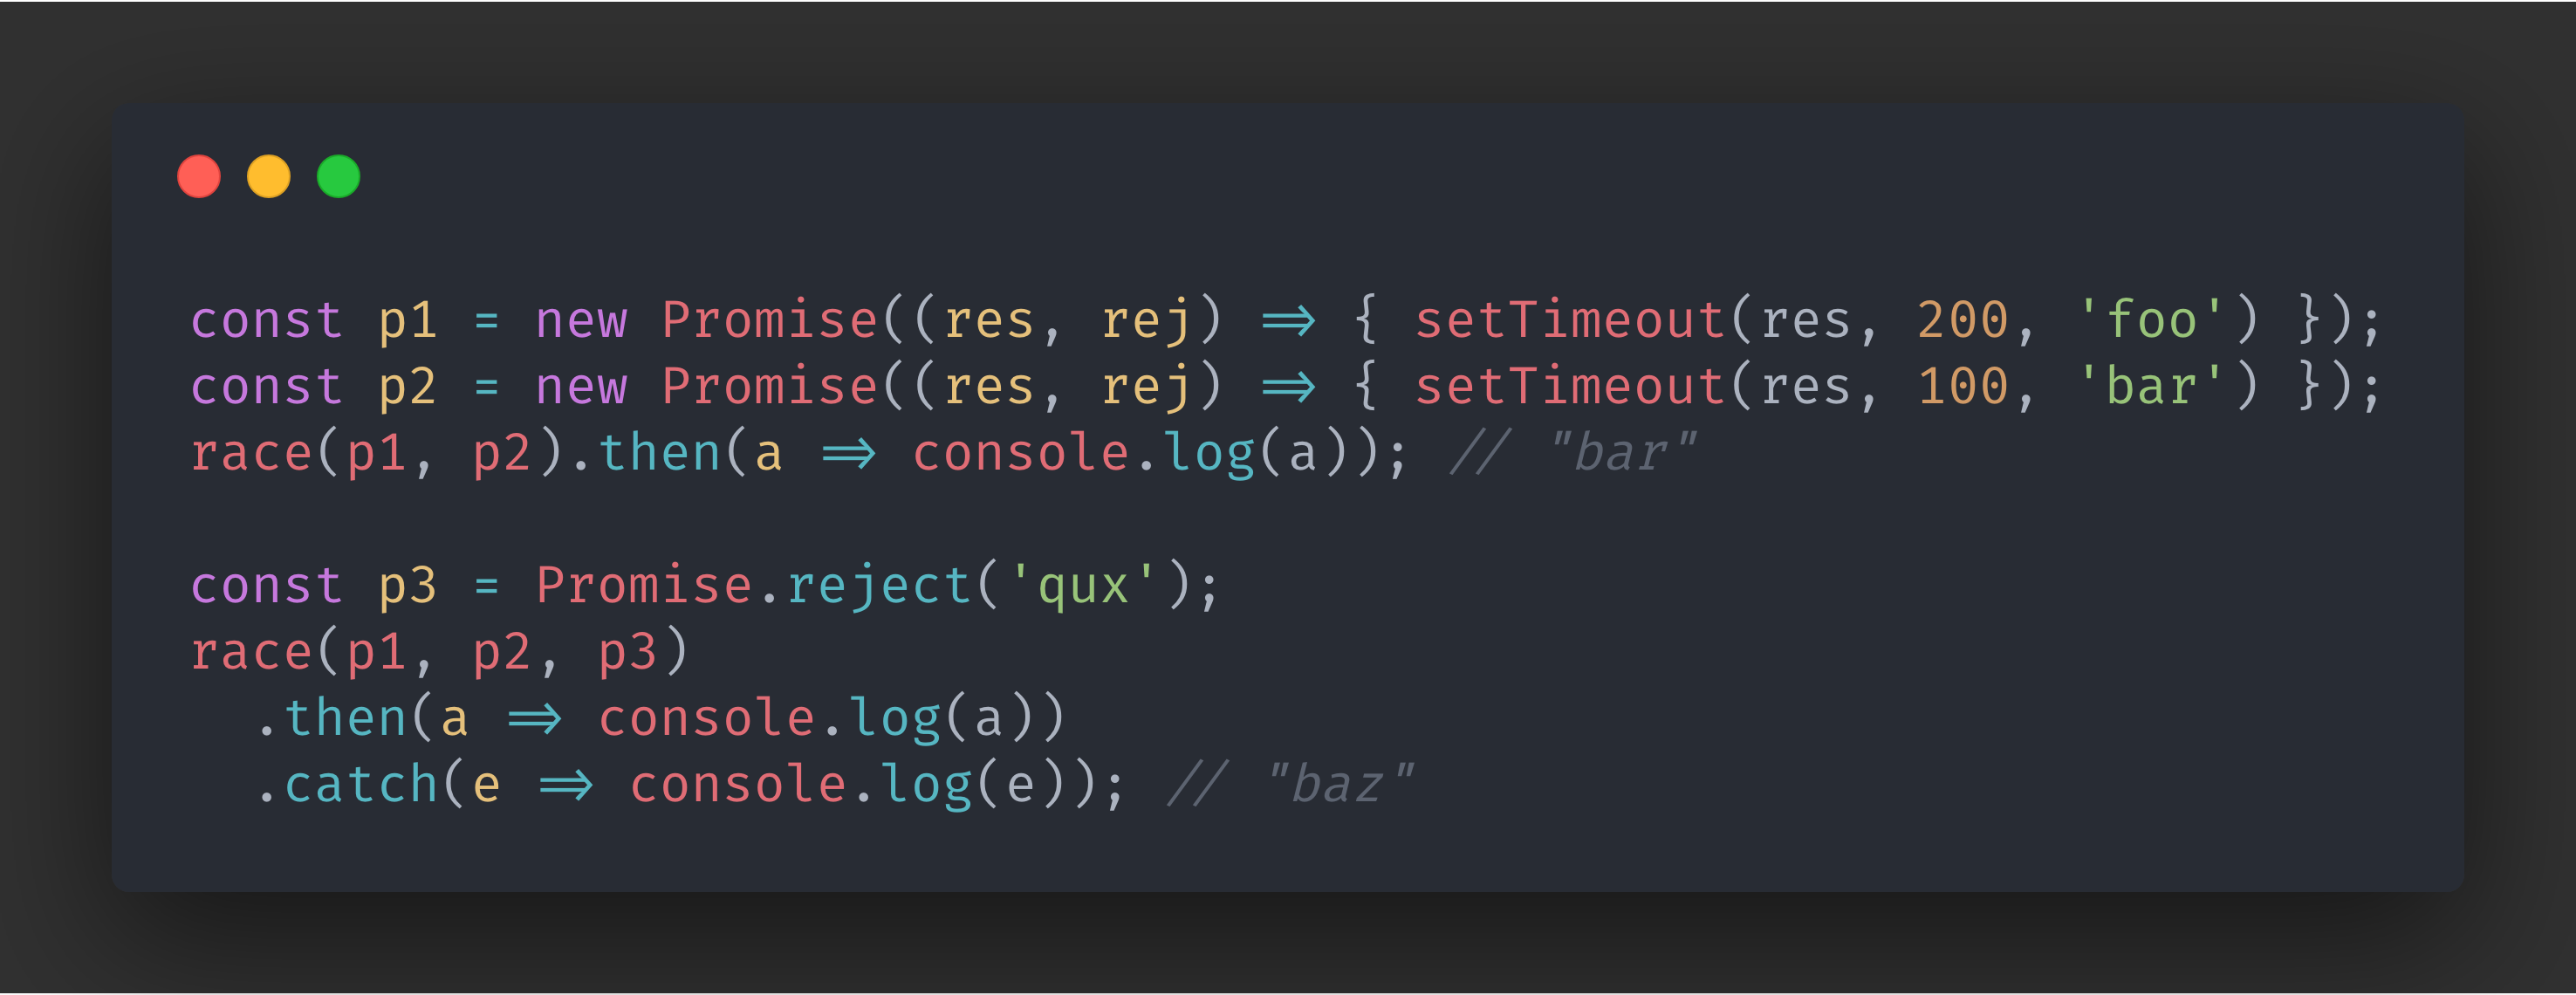 const p1 = new Promise((res, rej) => { setTimeout(res, 200, 'foo') });
const p2 = new Promise((res, rej) => { setTimeout(res, 100, 'bar') });
race(p1, p2).then(a => console.log(a)); // "bar"

const p3 = Promise.reject('qux');
race(p1, p2, p3)
  .then(a => console.log(a))
  .catch(e => console.log(e)); // "baz"